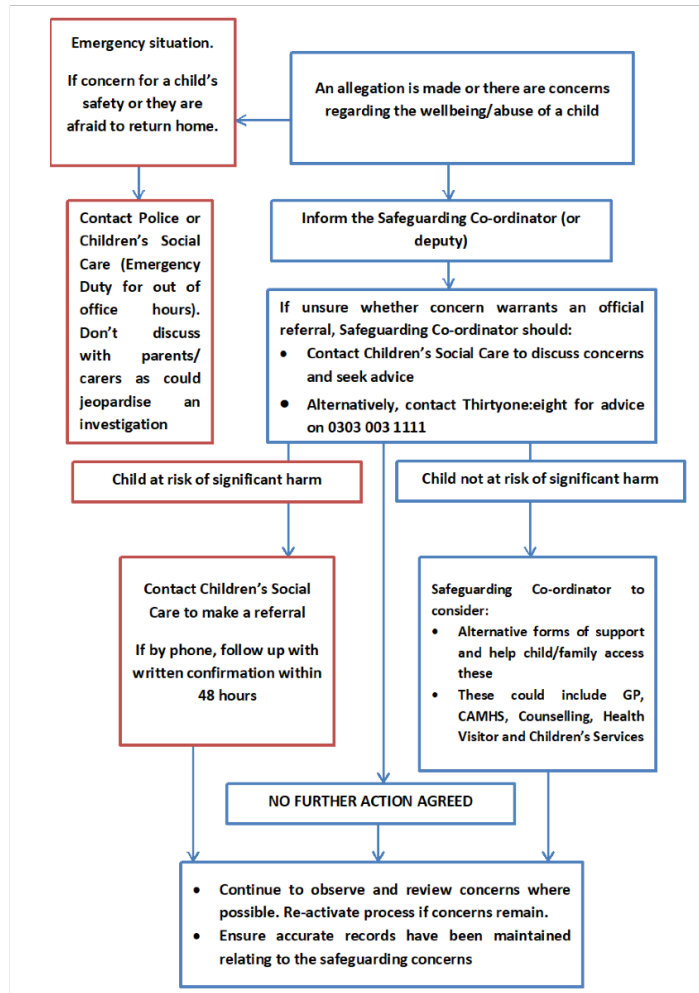 Emergency situation.
If concern for a child's
safety or they are
afraid to return home.
An allegation is made or there are concerns
regarding the wellbeing/abuse of a child
Contact Police or
Children's Social
Care (Emergency
Duty for out of
office hours).
Don't discuss
with parents/
carers as could
jeopardise an
investigation
Inform the Safeguarding Co-ordinator (or
deputy)
If unsure whether concern warrants an official
referral, Safeguarding Co-ordinator should:
• Contact Children's Social Care to discuss concerns
and seek advice
• Alternatively, contact Thirtyone:eight for advice
on 0303 003 1111
Child at risk of significant harm
Child not at risk of significant harm
Contact Children's Social
Care to make a referral
If by phone, follow up with
written confirmation within
48 hours
Safeguarding Co-ordinator to
consider:
• Alternative forms of support
and help child/family access
these
• These could include GP,
CAMHS, Counselling, Health
Visitor and Children's Services
NO FURTHER ACTION AGREED
• Continue to observe and review concerns where
possible. Re-activate process if concerns remain.
• Ensure accurate records have been maintained
relating to the safeguarding concerns